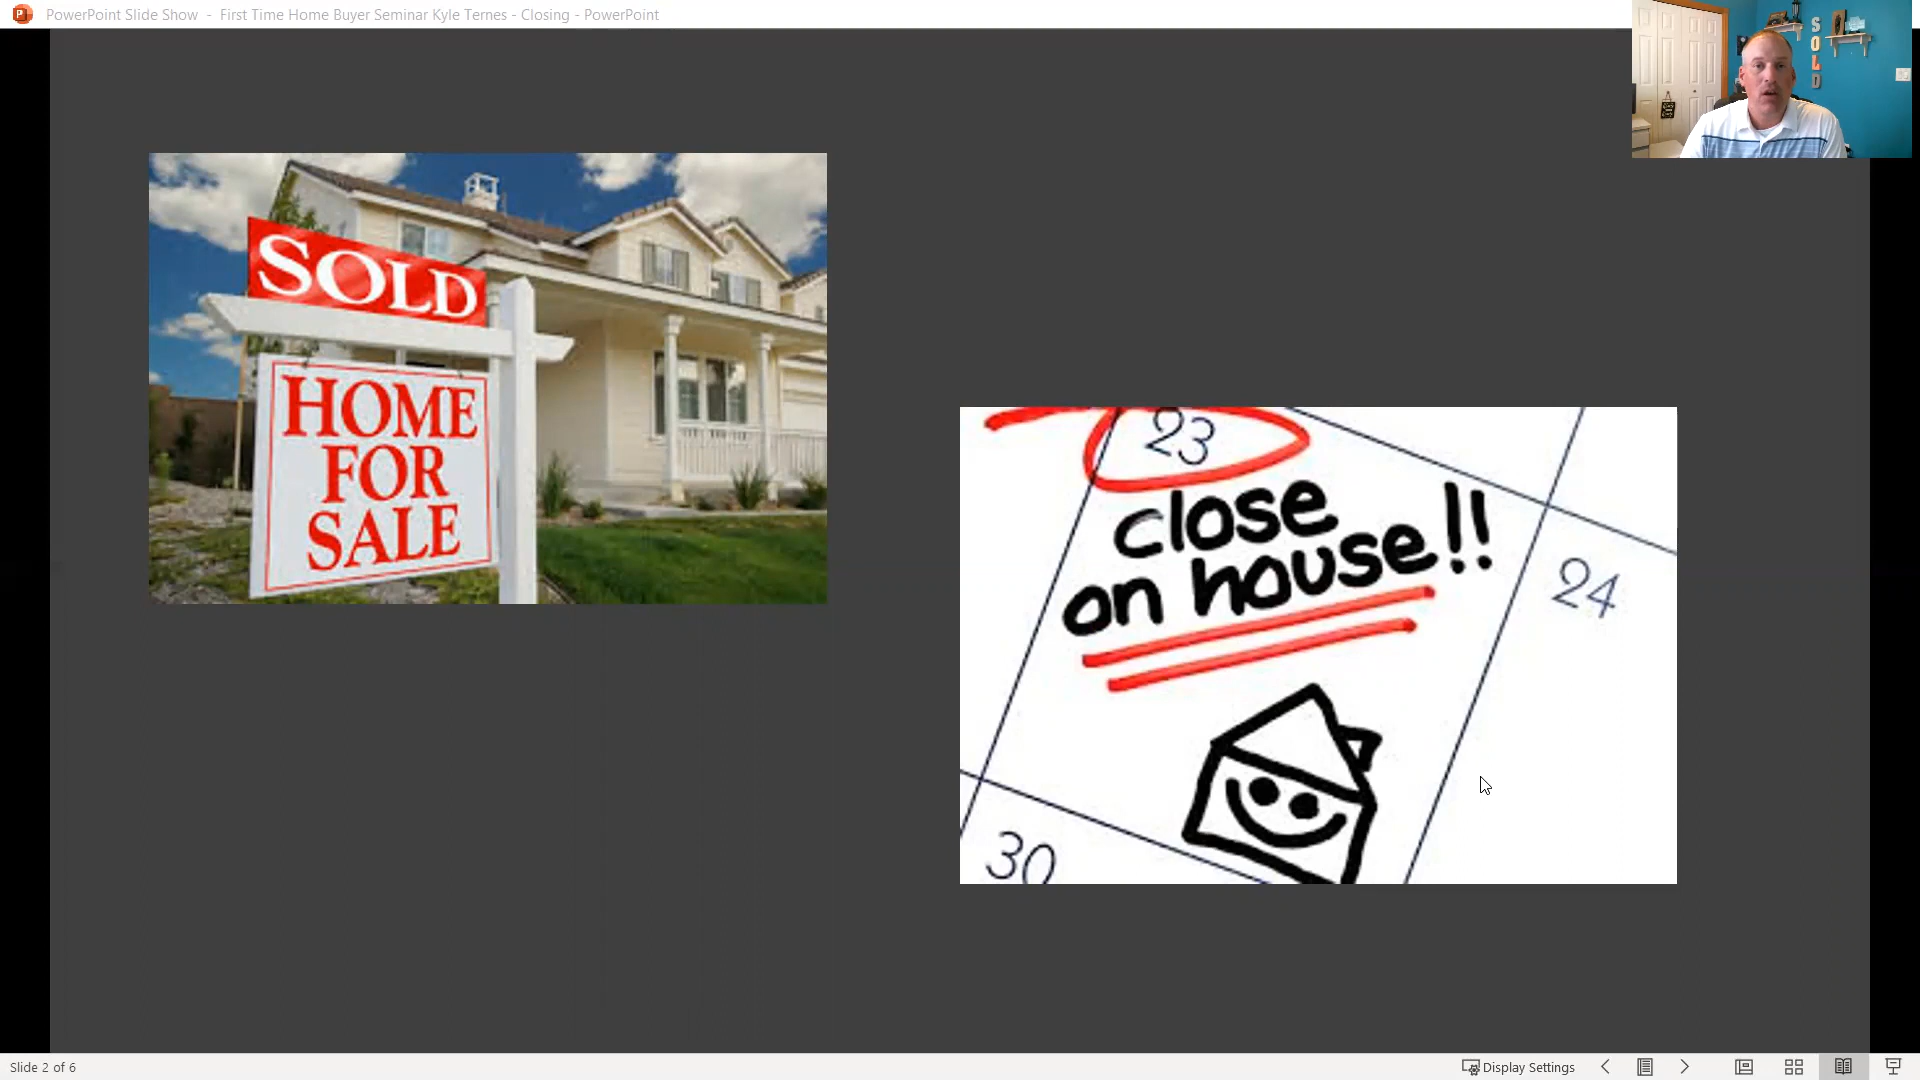 PowerPoint Slide Show - First Time Home Buyer Seminar Kyle Ternes - Closing - PowerPoint
SOLD
SOLD
HOME
FOR
SALE
23
close
on house!!
24
30
Slide 2 of 6
Display Settings